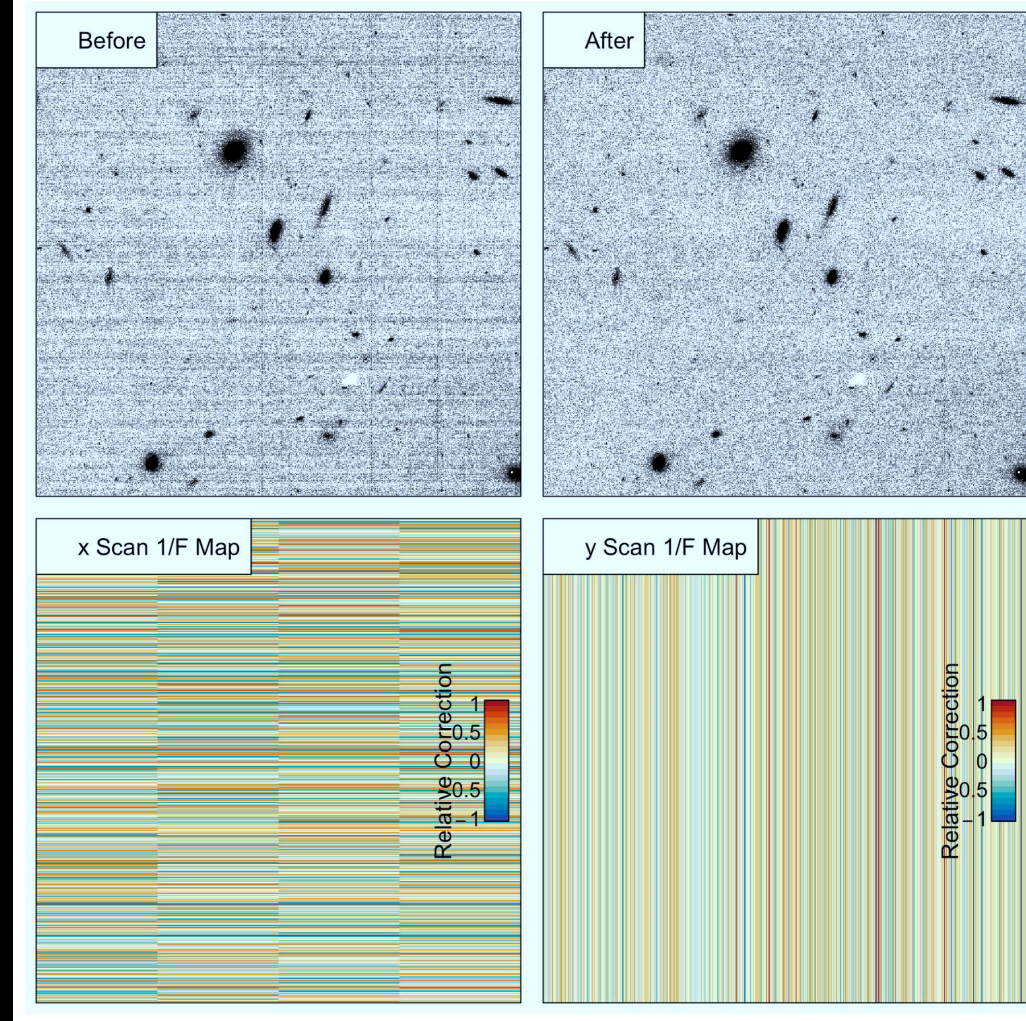 Before
After
x Scan 1/F Map
Relative Correction
1
0.5
0
0.5
−1
y Scan 1/F Map
Relative Correction
1
0.5
0
0.5
−1